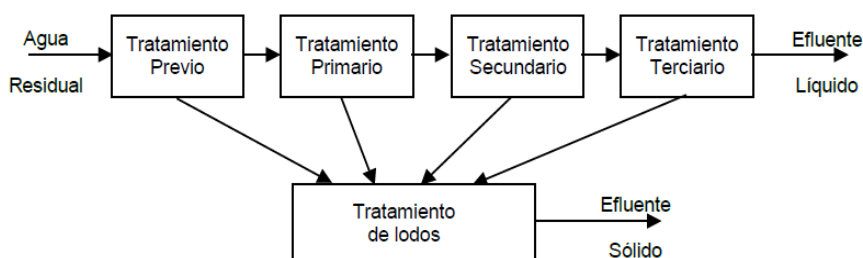 Agua
Residual
Tratamiento
Previo
Tratamiento
Primario
Tratamiento
Secundario
Tratamiento
Terciario
Efluente
Líquido
Tratamiento
de lodos
Efluente
Sólido